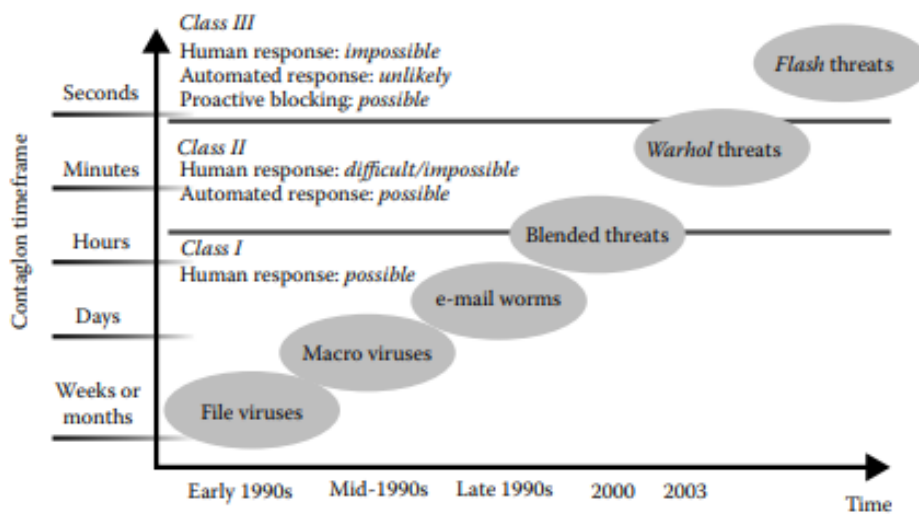 Class III
Human response: impossible
Automated response: unlikely
Proactive blocking: possible
Flash threats
Seconds
Class II
Human response: difficult/impossible
Automated response: possible
Warhol threats
Minutes
Blended threats
Hours
Class I
Human response: possible
e-mail worms
Days
Macro viruses
Weeks or
months
File viruses
Contaglon timeframe
Early 1990s
Mid-1990s
Late 1990s
2000
2003
Time